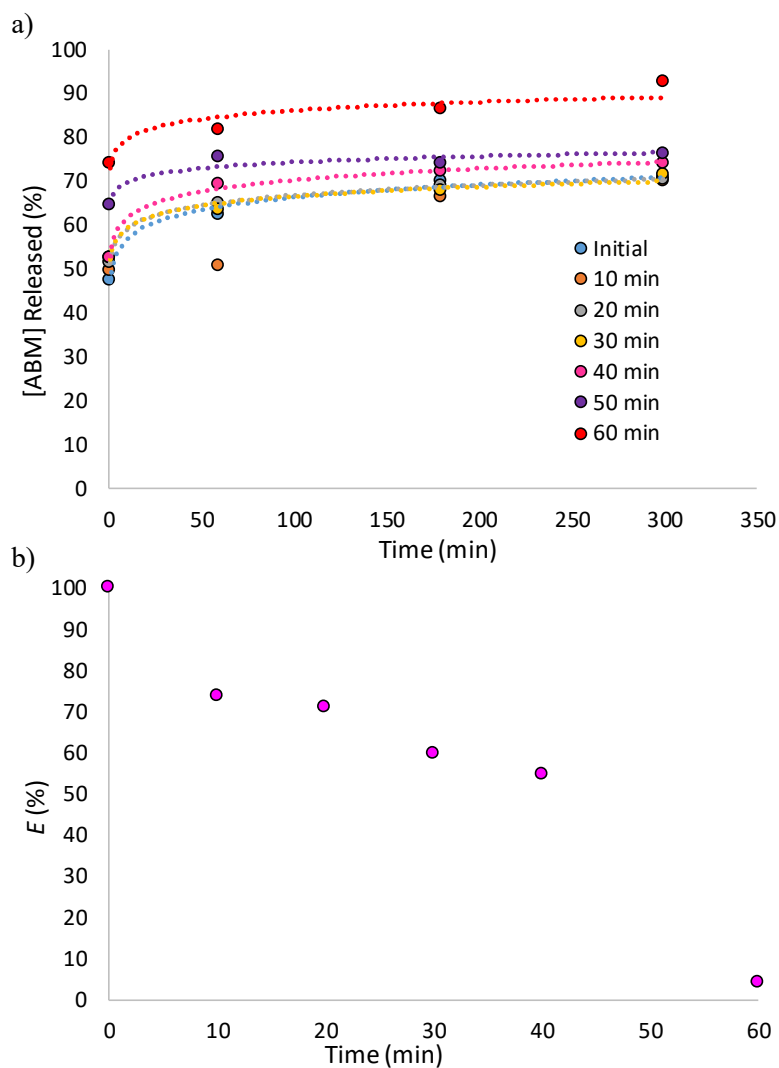 a)
100
90
80
70
60
50
40
30
20
10
0
[ABM] Released (%)
Initial
10 min
20 min
30 min
40 min
50 min
60 min
0 50 100 150 200 250 300 350
Time (min)
b)
100
90
80
70
60
50
40
30
20
10
0
E (%)
0 10 20 30 40 50 60
Time (min)